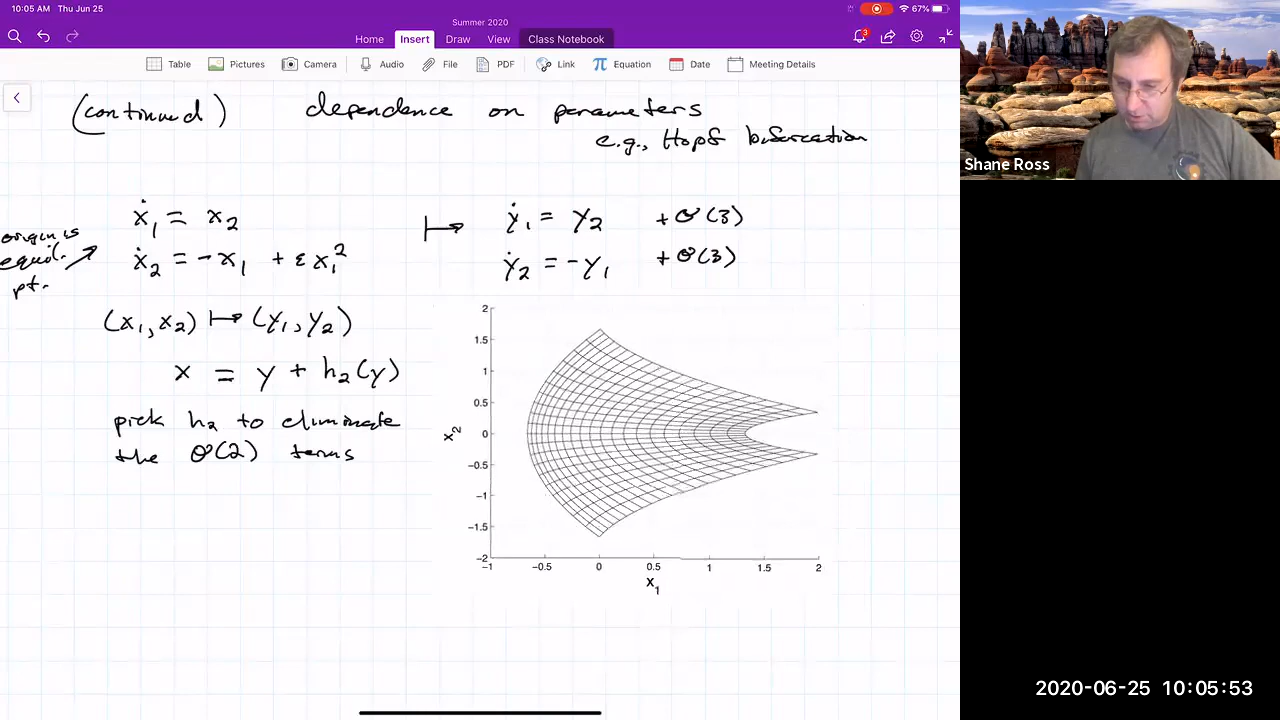 10:05 AM Thu Jun 25
67%
Summer 2020
Home Insert Draw View Class Notebook
3
Table Pictures Camera Audio File PDF Link Equation Date Meeting Details
(continued) dependence on parameters
e.g., Hopf bifurcation
origin is
equil.
pt.
ẋ₁ = x₂
ẋ₂ = -x₁ + εx₁²
↦ ẏ₁ = y₂ + O(3)
ẏ₂ = -y₁ + O(3)
(x₁, x₂) ↦ (y₁, y₂)
x = y + h₂(y)
pick h₂ to eliminate
the O(2) terms
2
1.5
1
0.5
0
-0.5
-1
-1.5
-2
x₂
-1 -0.5 0 0.5 1 1.5 2
x₁
Shane Ross
2020-06-25 10:05:53